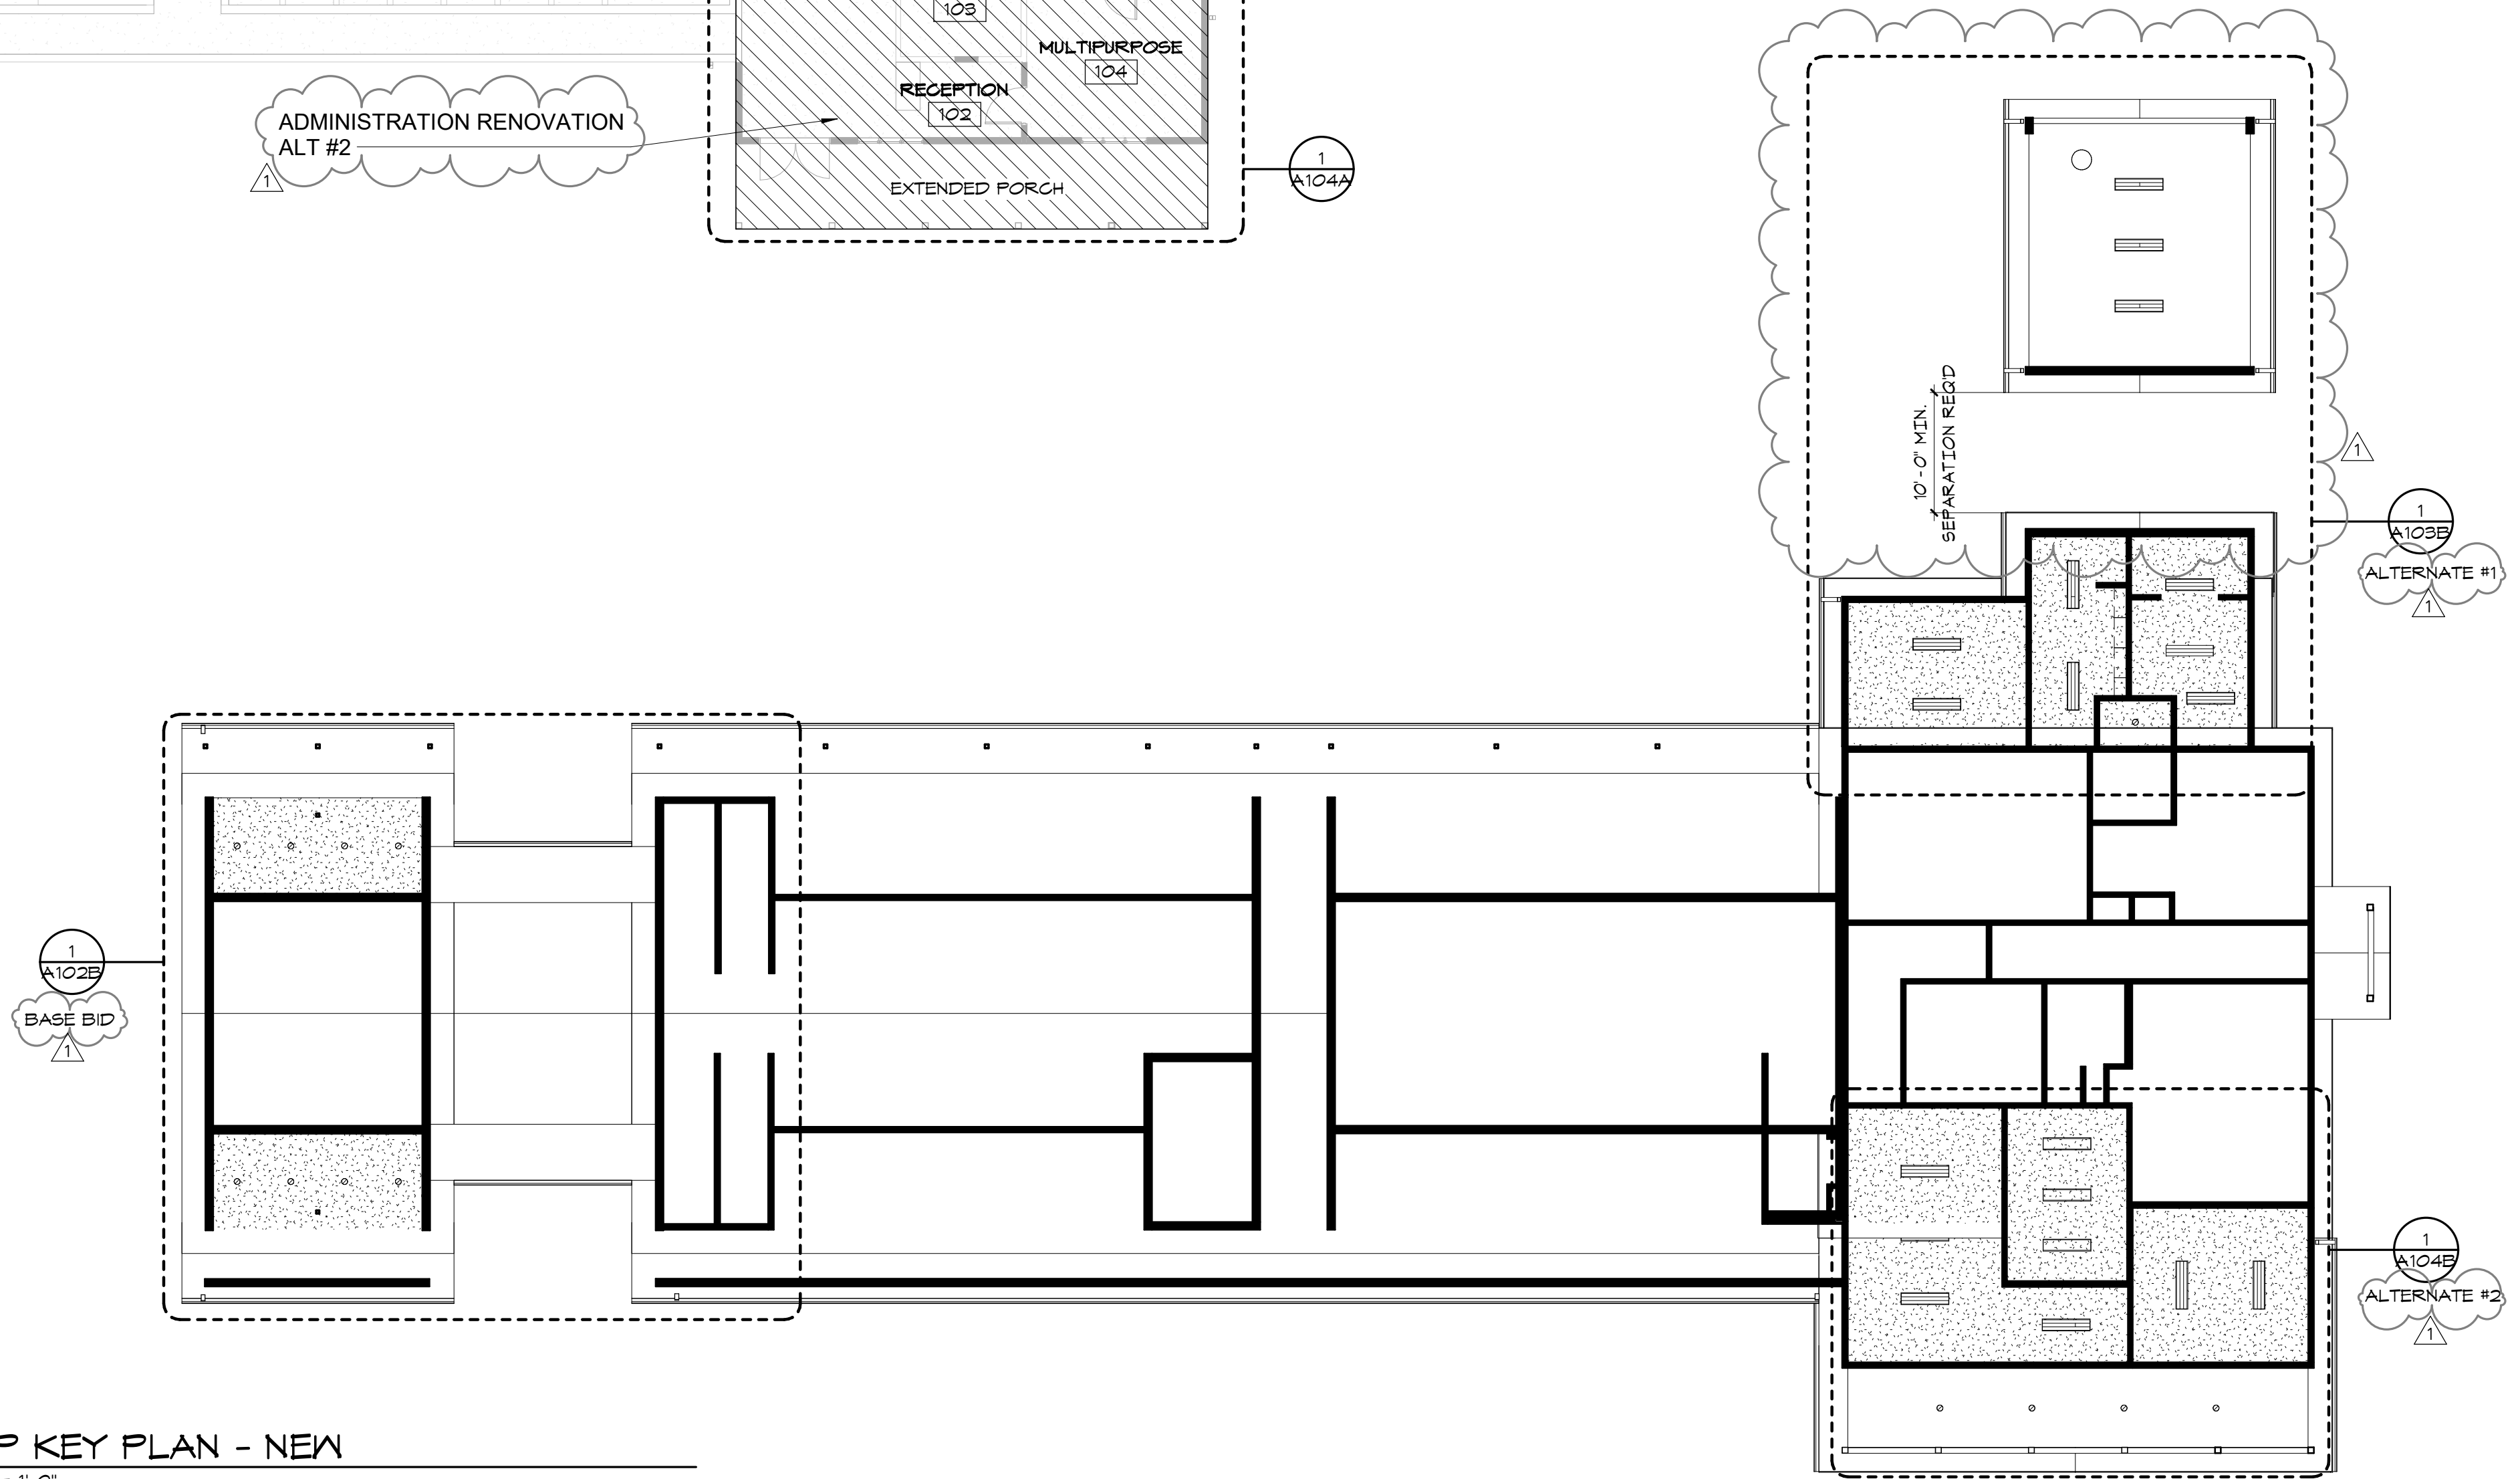 103
MULTIPURPOSE
104
RECEPTION
102
ADMINISTRATION RENOVATION
ALT #2
1
EXTENDED PORCH
1
A104A
10' - 0" MIN.
SEPARATION REQ'D
1
1
A103B
ALTERNATE #1
1
1
A102B
BASE BID
1
1
A104B
ALTERNATE #2
1
P KEY PLAN - NEW